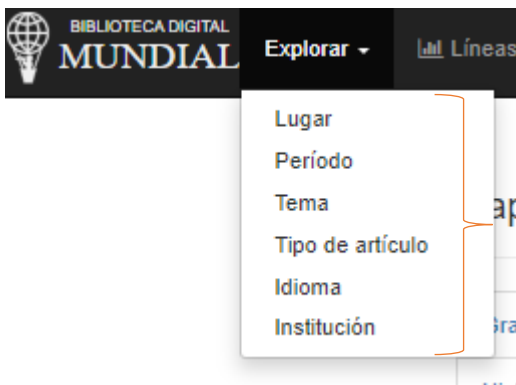 BIBLIOTECA DIGITAL
MUNDIAL
Explorar
Líneas
Lugar
Período
Tema
Tipo de artículo
Idioma
Institución